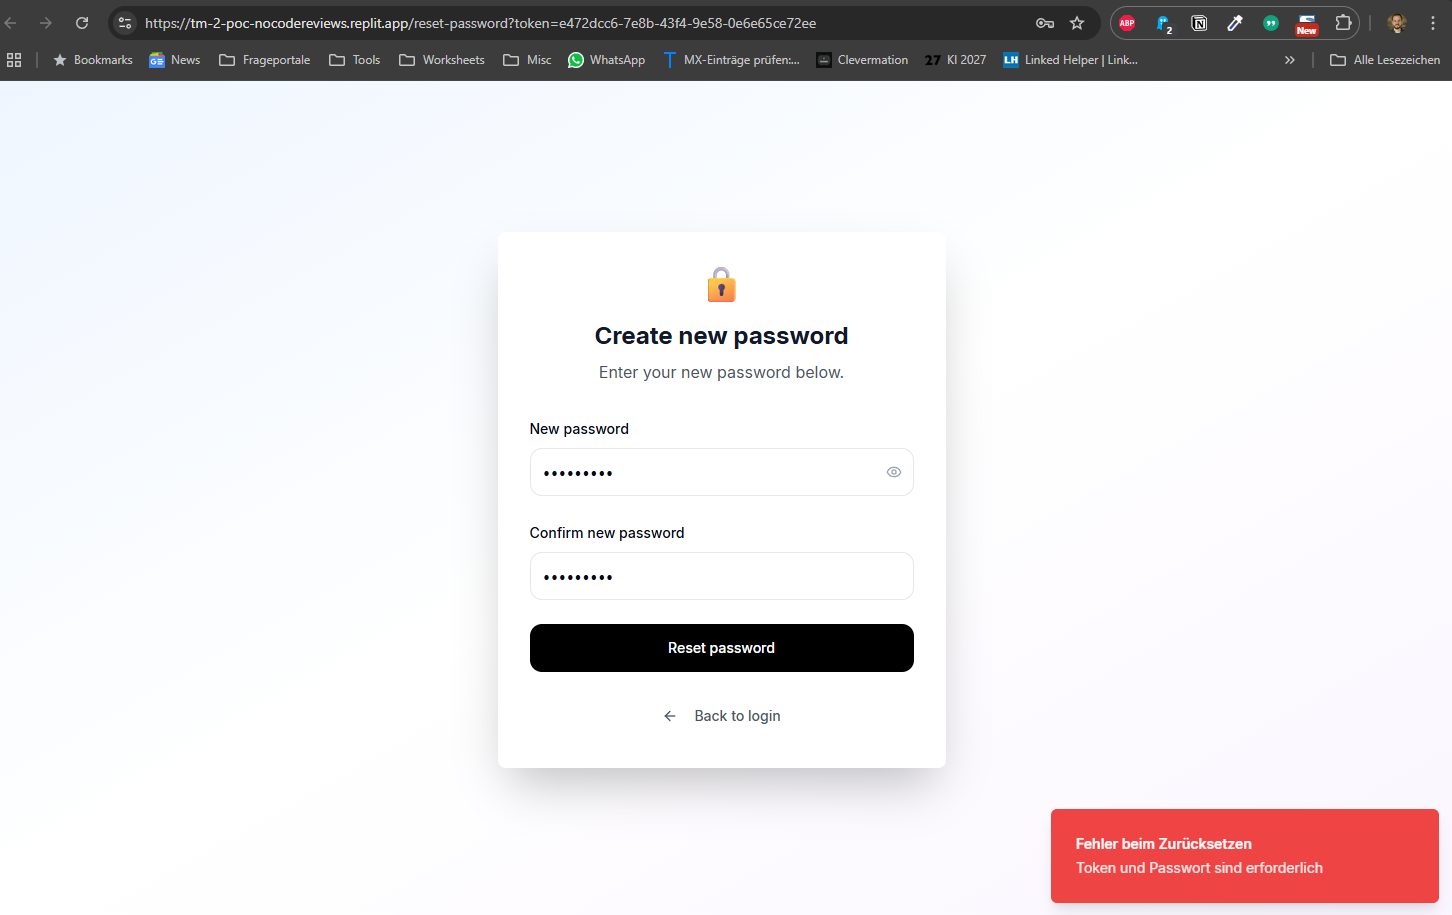 https://tm-2-poc-nocodereviews.replit.app/reset-password?token=e472dcc6-7e8b-43f4-9e58-0e6e65ce72ee
ABP
2
New
Bookmarks
News
Frageportale
Tools
Worksheets
Misc
WhatsApp
MX-Einträge prüfen:...
Clevermation
27 KI 2027
LH Linked Helper | Link...
»
Alle Lesezeichen
Create new password
Enter your new password below.
New password
•••••••••
Confirm new password
•••••••••
Reset password
Back to login
Fehler beim Zurücksetzen
Token und Passwort sind erforderlich